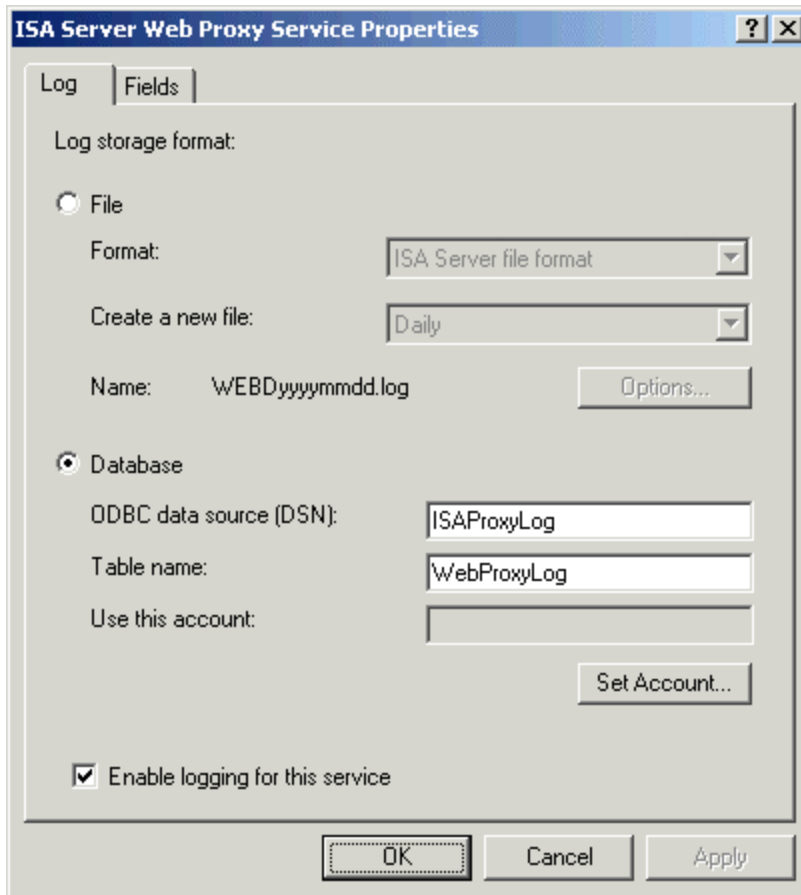 ISA Server Web Proxy Service Properties
Log Fields
Log storage format:
File
Format: ISA Server file format
Create a new file: Daily
Name: WEBDyyyymmdd.log Options...
Database
ODBC data source (DSN): ISAProxyLog
Table name: WebProxyLog
Use this account:
Set Account...
Enable logging for this service
OK Cancel Apply